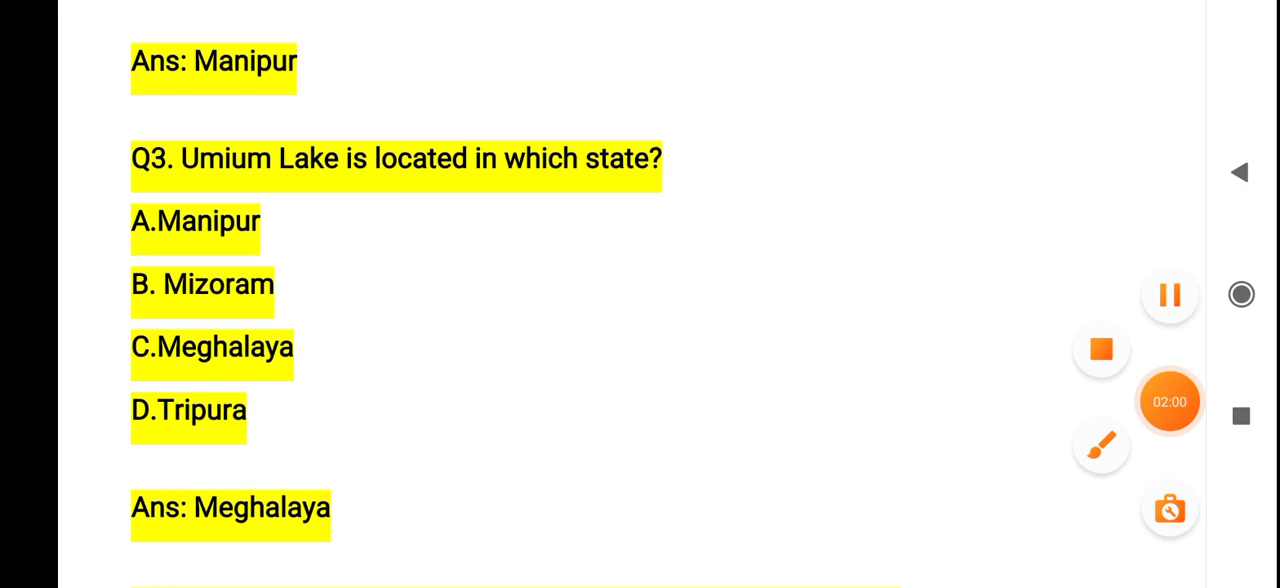 Ans: Manipur
Q3. Umium Lake is located in which state?
A.Manipur
B. Mizoram
C.Meghalaya
D.Tripura
02:00
Ans: Meghalaya